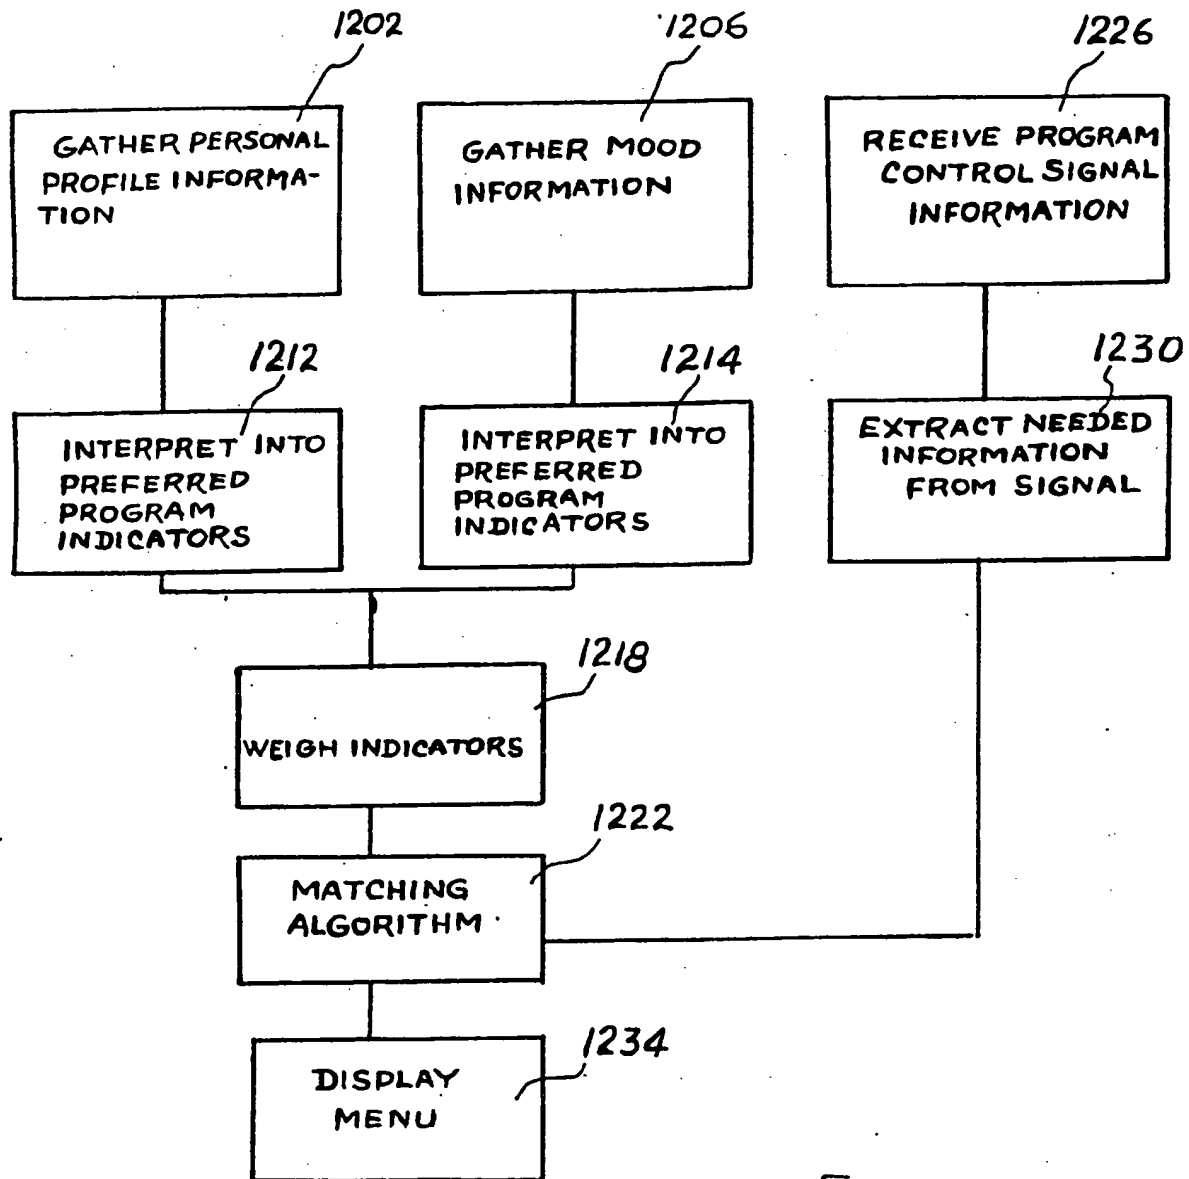 1202
1206
1226
GATHER PERSONAL
PROFILE INFORMA-
TION
GATHER MOOD
INFORMATION
RECEIVE PROGRAM
CONTROL SIGNAL
INFORMATION
1212
1214
1230
INTERPRET INTO
PREFERRED
PROGRAM
INDICATORS
INTERPRET INTO
PREFERRED
PROGRAM
INDICATORS
EXTRACT NEEDED
INFORMATION
FROM SIGNAL
1218
WEIGH INDICATORS
1222
MATCHING
ALGORITHM
1234
DISPLAY
MENU